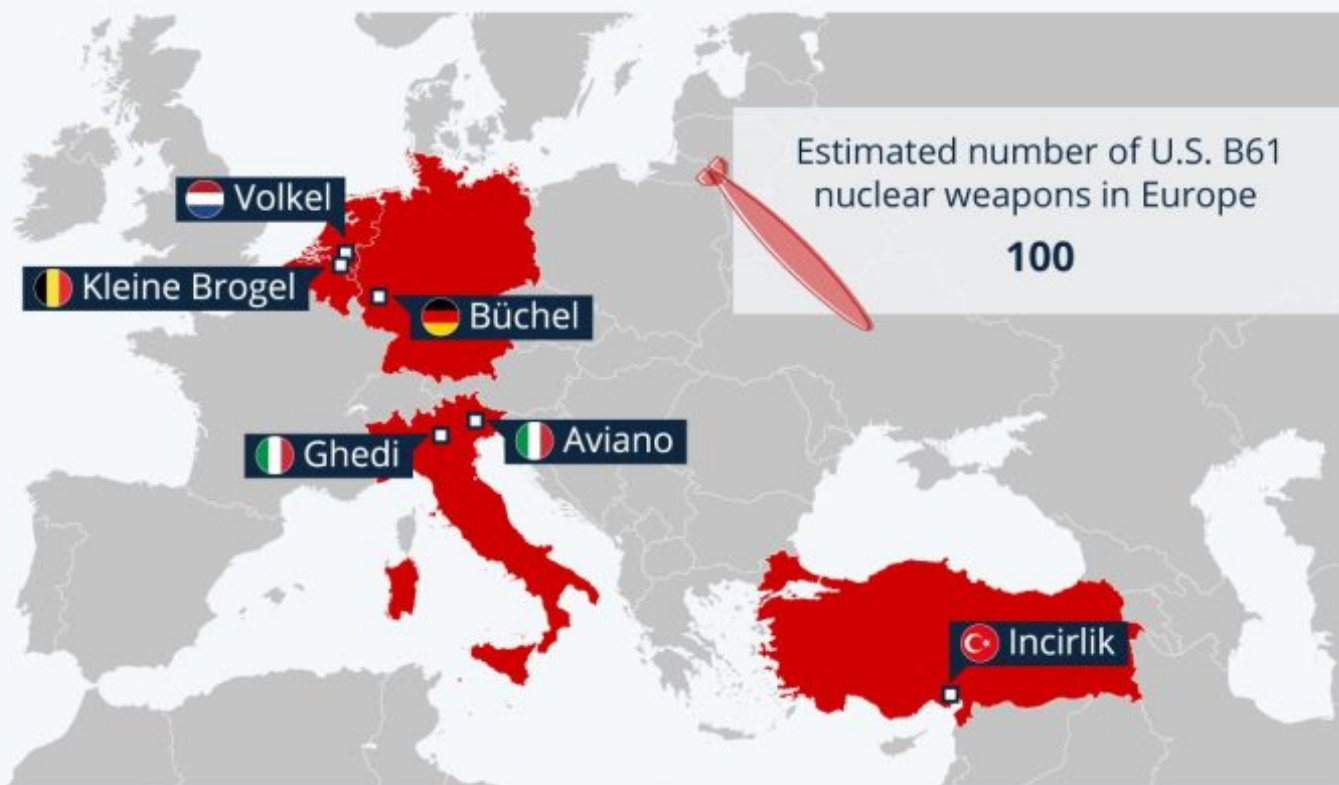 Estimated number of U.S. B61
nuclear weapons in Europe
100
Volkel
Kleine Brogel
Büchel
Ghedi
Aviano
Incirlik